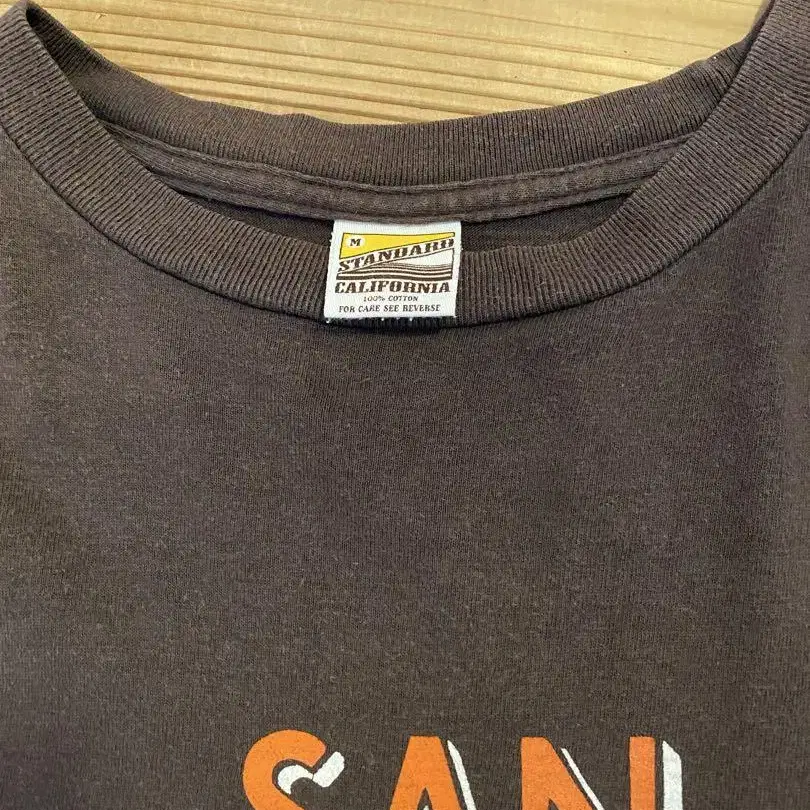 M
STANDARD
CALIFORNIA
100% COTTON
FOR CARE SEE REVERSE
SAN